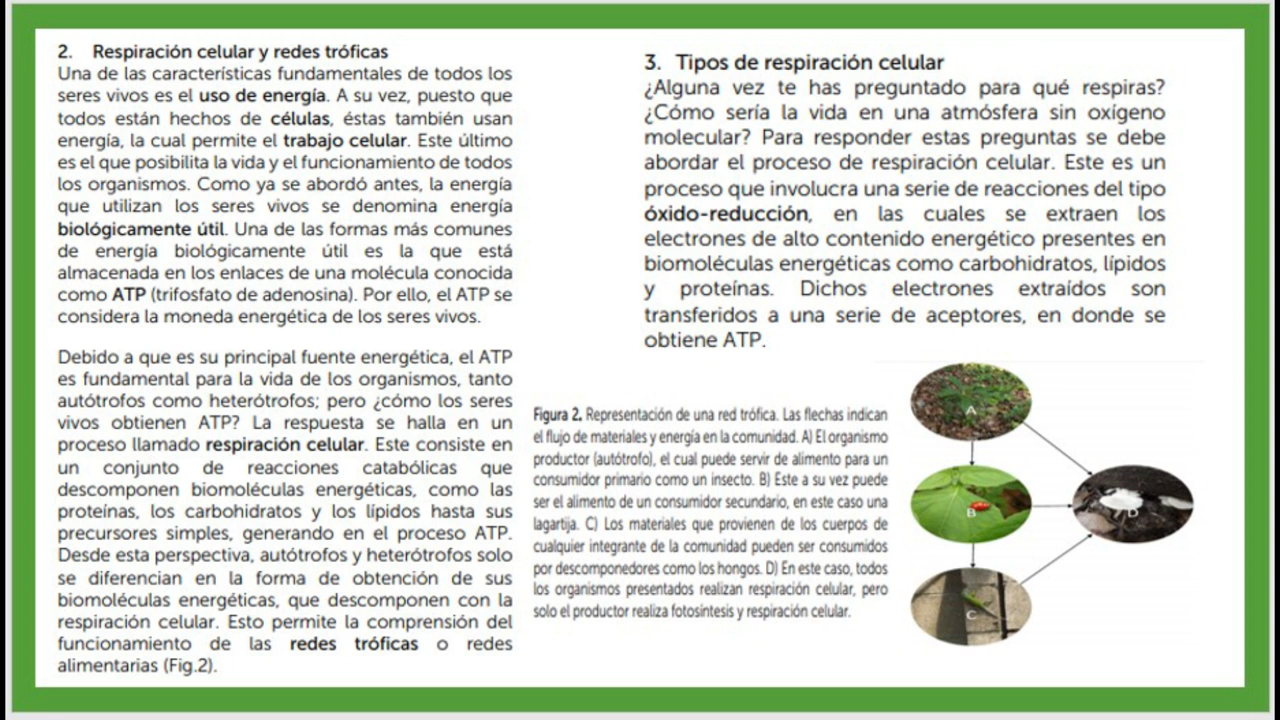 2. Respiración celular y redes tróficas
Una de las características fundamentales de todos los
seres vivos es el uso de energía. A su vez, puesto que
todos están hechos de células, éstas también usan
energía, la cual permite el trabajo celular. Este último
es el que posibilita la vida y el funcionamiento de todos
los organismos. Como ya se abordó antes, la energía
que utilizan los seres vivos se denomina energía
biológicamente útil. Una de las formas más comunes
de energía biológicamente útil es la que está
almacenada en los enlaces de una molécula conocida
como ATP (trifosfato de adenosina). Por ello, el ATP se
considera la moneda energética de los seres vivos.
Debido a que es su principal fuente energética, el ATP
es fundamental para la vida de los organismos, tanto
autótrofos como heterótrofos; pero ¿cómo los seres
vivos obtienen ATP? La respuesta se halla en un
proceso llamado respiración celular. Este consiste en
un conjunto de reacciones catabólicas que
descomponen biomoléculas energéticas, como las
proteínas, los carbohidratos y los lípidos hasta sus
precursores simples, generando en el proceso ATP.
Desde esta perspectiva, autótrofos y heterótrofos solo
se diferencian en la forma de obtención de sus
biomoléculas energéticas, que descomponen con la
respiración celular. Esto permite la comprensión del
funcionamiento de las redes tróficas o redes
alimentarias (Fig.2).
3. Tipos de respiración celular
¿Alguna vez te has preguntado para qué respiras?
¿Cómo sería la vida en una atmósfera sin oxígeno
molecular? Para responder estas preguntas se debe
abordar el proceso de respiración celular. Este es un
proceso que involucra una serie de reacciones del tipo
óxido-reducción, en las cuales se extraen los
electrones de alto contenido energético presentes en
biomoléculas energéticas como carbohidratos, lípidos
y proteínas. Dichos electrones extraídos son
transferidos a una serie de aceptores, en donde se
obtiene ATP.
Figura 2. Representación de una red trófica. Las flechas indican
el flujo de materiales y energía en la comunidad. A) El organismo
productor (autótrofo), el cual puede servir de alimento para un
consumidor primario como un insecto. B) Este a su vez puede
ser el alimento de un consumidor secundario, en este caso una
lagartija. C) Los materiales que provienen de los cuerpos de
cualquier integrante de la comunidad pueden ser consumidos
por descomponedores como los hongos. D) En este caso, todos
los organismos presentados realizan respiración celular, pero
solo el productor realiza fotosíntesis y respiración celular.
A
B
D
C